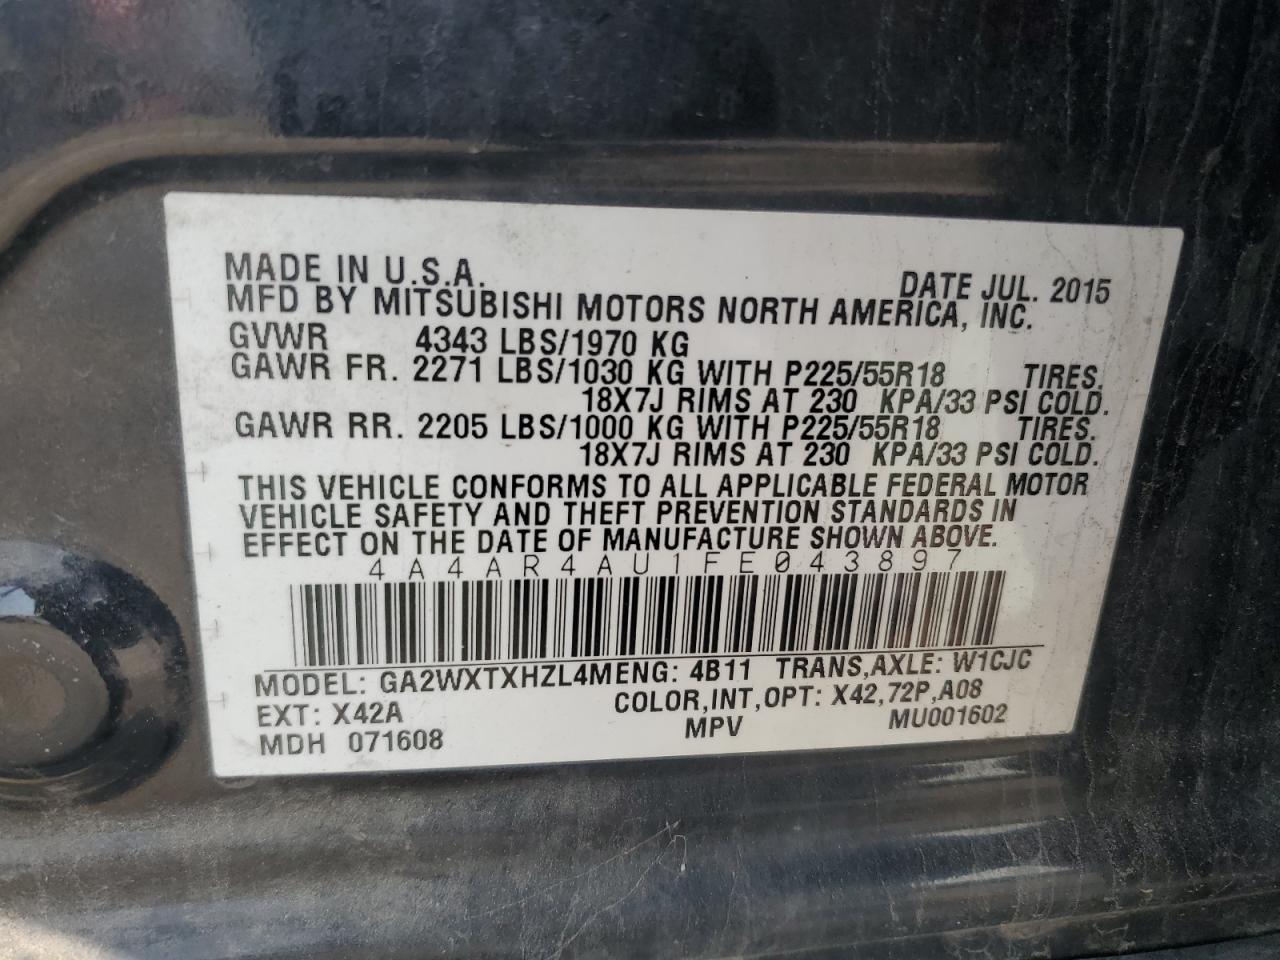 MADE IN U.S.A. DATE JUL. 2015
MFD BY MITSUBISHI MOTORS NORTH AMERICA, INC.
GVWR 4343 LBS/1970 KG
GAWR FR. 2271 LBS/1030 KG WITH P225/55R18 TIRES.
18X7J RIMS AT 230 KPA/33 PSI COLD.
GAWR RR. 2205 LBS/1000 KG WITH P225/55R18 TIRES.
18X7J RIMS AT 230 KPA/33 PSI COLD.
THIS VEHICLE CONFORMS TO ALL APPLICABLE FEDERAL MOTOR
VEHICLE SAFETY AND THEFT PREVENTION STANDARDS IN
EFFECT ON THE DATE OF MANUFACTURE SHOWN ABOVE.
4A4AR4AU1FE043897
MODEL: GA2WXTXHZL4MENG: 4B11 TRANS,AXLE: W1CJC
EXT: X42A COLOR,INT,OPT: X42,72P,A08
MDH 071608 MPV MU001602